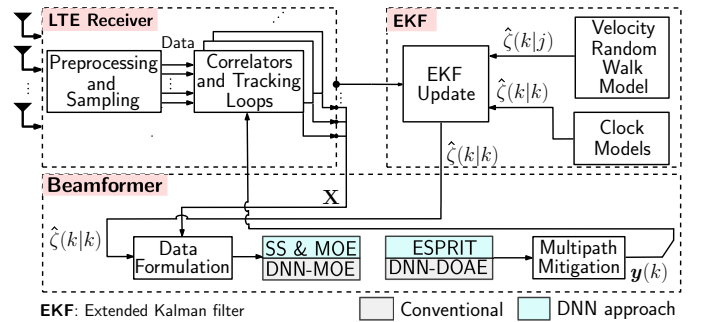 LTE Receiver
Data
Preprocessing
and
Sampling
Correlators
and Tracking
Loops
EKF
EKF
Update
ζ̂(k|j)
ζ̂(k|k)
Velocity
Random
Walk
Model
Clock
Models
ζ̂(k|k)
Beamformer
X
ζ̂(k|k)
Data
Formulation
SS & MOE
DNN-MOE
ESPRIT
DNN-DOAE
Multipath
Mitigation
y(k)
EKF: Extended Kalman filter
Conventional
DNN approach